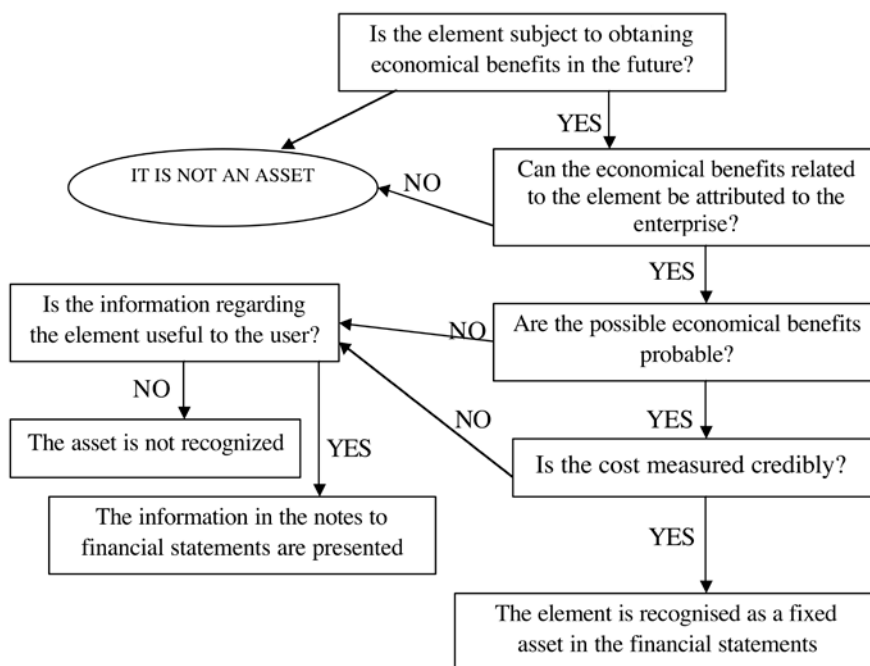 Is the element subject to obtaning
economical benefits in the future?
YES
IT IS NOT AN ASSET
NO
Can the economical benefits related
to the element be attributed to the
enterprise?
YES
Is the information regarding
the element useful to the user?
NO
Are the possible economical benefits
probable?
NO
NO
YES
The asset is not recognized
YES
Is the cost measured credibly?
The information in the notes to
financial statements are presented
YES
The element is recognised as a fixed
asset in the financial statements